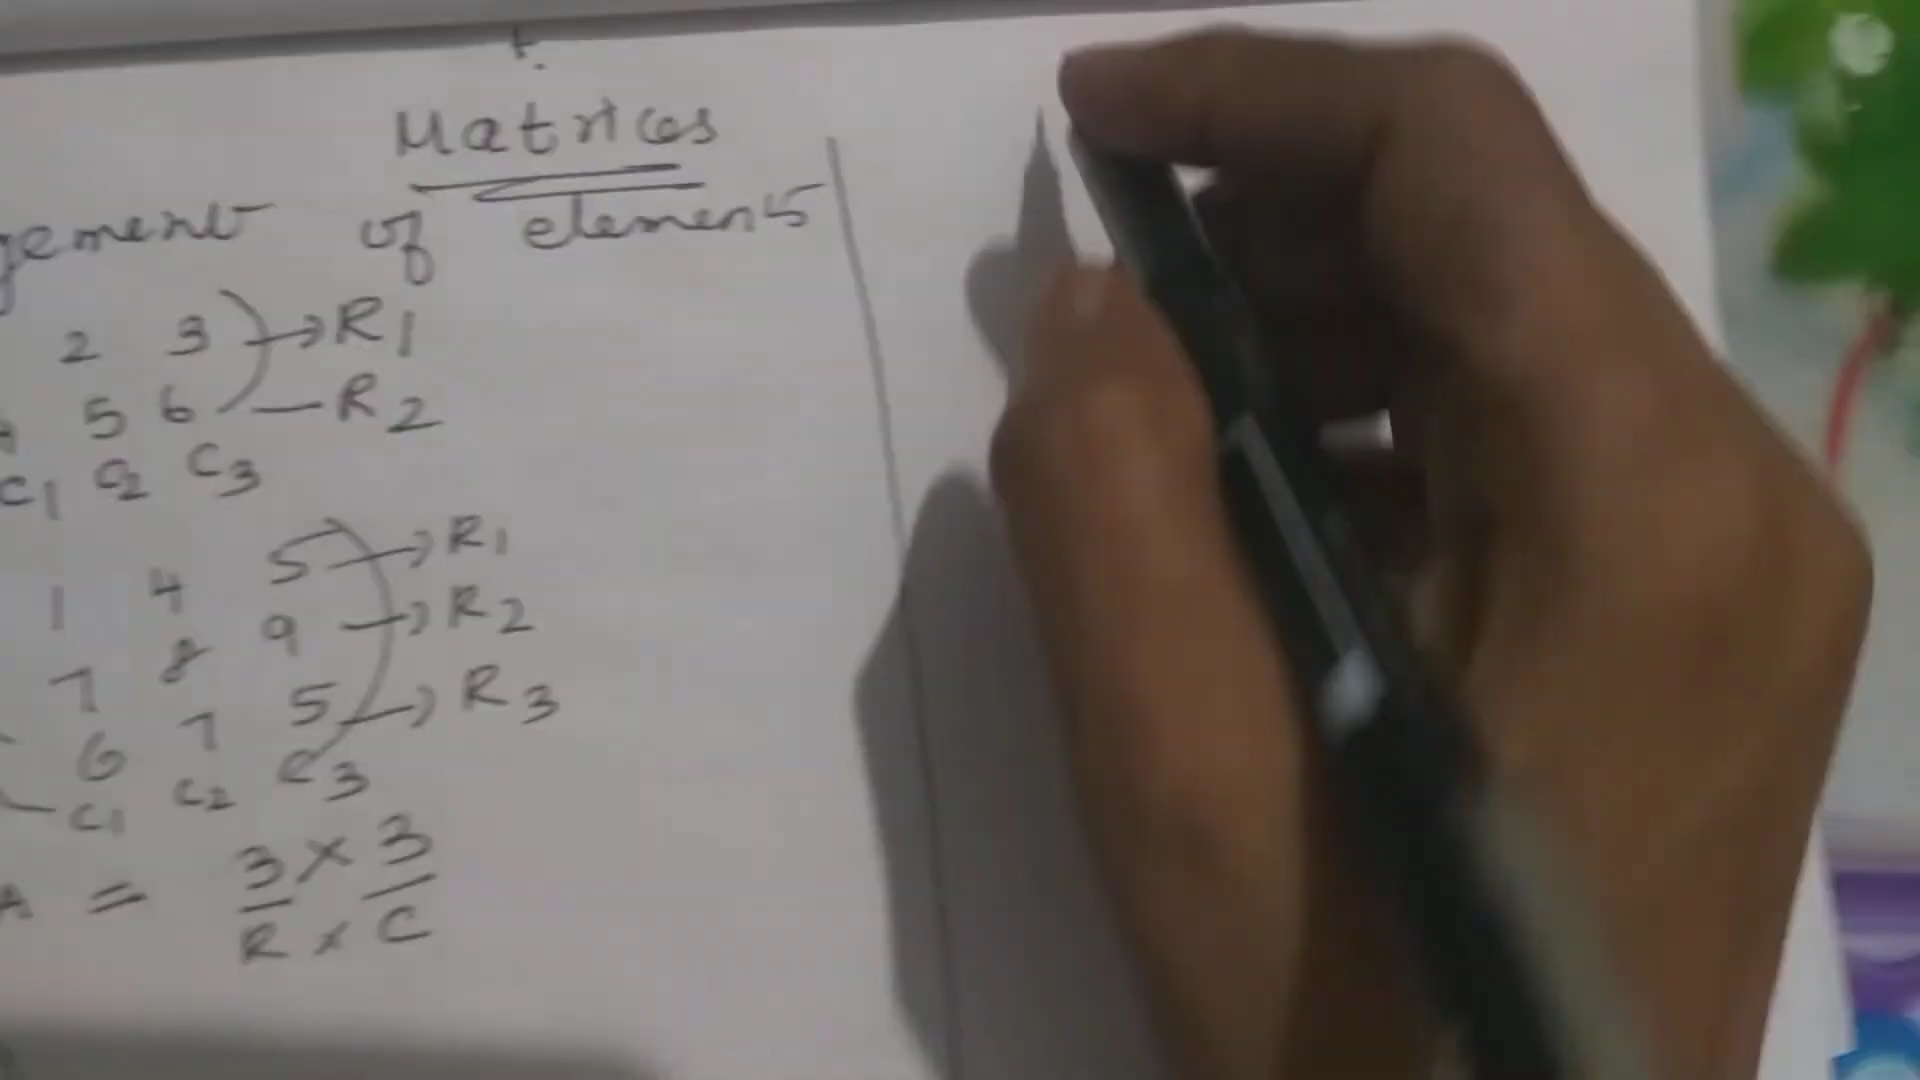 Matrices
gement of elemen5
2 3 → R1
5 6 — R2
C1 C2 C3
1 4 5 → R1
7 8 9 → R2
6 7 5 → R3
C1 C2 C3
A = 3 × 3
R × C